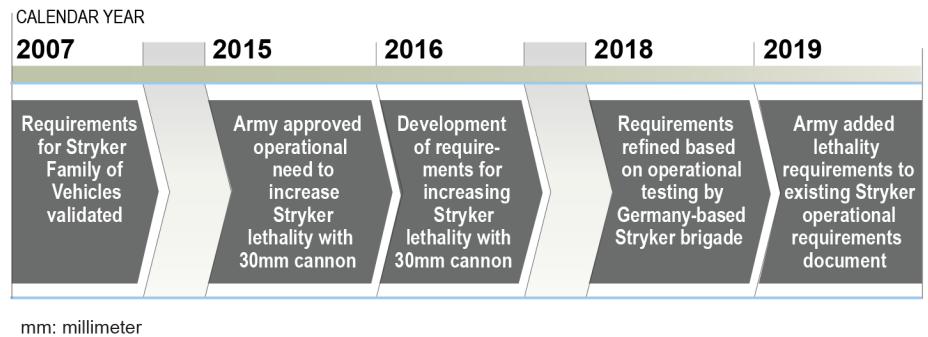 CALENDAR YEAR
2007
2015
2016
2018
2019
Requirements
for Stryker
Family of
Vehicles
validated
Army approved
operational
need to
increase
Stryker
lethality with
30mm cannon
Development
of require-
ments for
increasing
Stryker
lethality with
30mm cannon
Requirements
refined based
on operational
testing by
Germany-based
Stryker brigade
Army added
lethality
requirements to
existing Stryker
operational
requirements
document
mm: millimeter